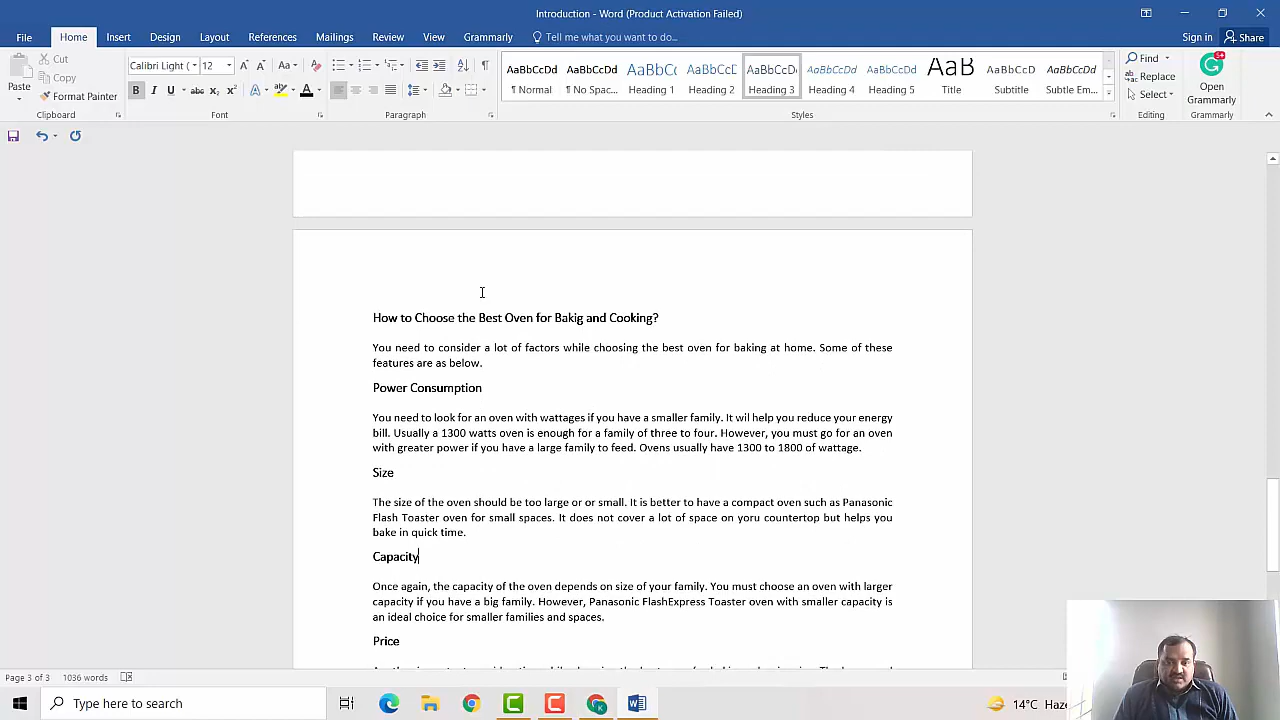 Introduction - Word (Product Activation Failed)
File Home Insert Design Layout References Mailings Review View Grammarly Tell me what you want to do... Sign in Share
Cut
Copy
Format Painter
Paste
Calibri Light ( 12
Aa
B I U abc x₂ x² A A
AaBbCcDd AaBbCcDd AaBbCc AaBbCcD AaBbCcD AaBbCcDd AaBbCcDd AaB AaBbCcD AaBbCcDd
¶ Normal ¶ No Spac... Heading 1 Heading 2 Heading 3 Heading 4 Heading 5 Title Subtitle Subtle Em...
Find
Replace
Select
Open
Grammarly
Clipboard Font Paragraph Styles Editing Grammarly
How to Choose the Best Oven for Bakig and Cooking?
You need to consider a lot of factors while choosing the best oven for baking at home. Some of these
features are as below.
Power Consumption
You need to look for an oven with wattages if you have a smaller family. It wil help you reduce your energy
bill. Usually a 1300 watts oven is enough for a family of three to four. However, you must go for an oven
with greater power if you have a large family to feed. Ovens usually have 1300 to 1800 of wattage.
Size
The size of the oven should be too large or or small. It is better to have a compact oven such as Panasonic
Flash Toaster oven for small spaces. It does not cover a lot of space on yoru countertop but helps you
bake in quick time.
Capacity
Once again, the capacity of the oven depends on size of your family. You must choose an oven with larger
capacity if you have a big family. However, Panasonic FlashExpress Toaster oven with smaller capacity is
an ideal choice for smaller families and spaces.
Price
Page 3 of 3 1036 words
Type here to search
14°C Haze